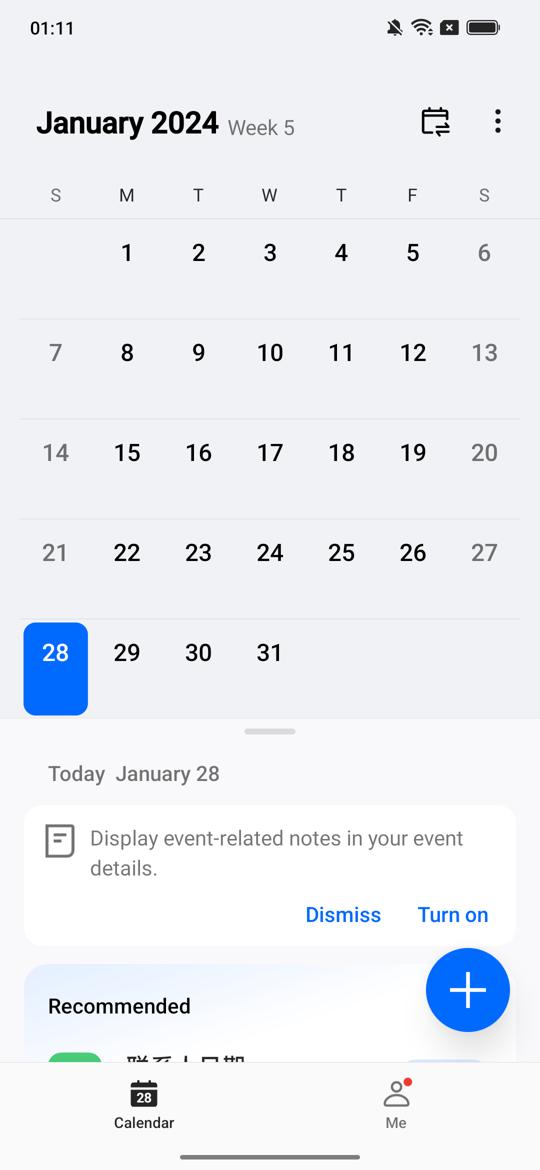 01:11
January 2024 Week 5
S M T W T F S
1 2 3 4 5 6
7 8 9 10 11 12 13
14 15 16 17 18 19 20
21 22 23 24 25 26 27
28 29 30 31
Today January 28
Display event-related notes in your event
details.
Dismiss Turn on
Recommended
28
Calendar Me